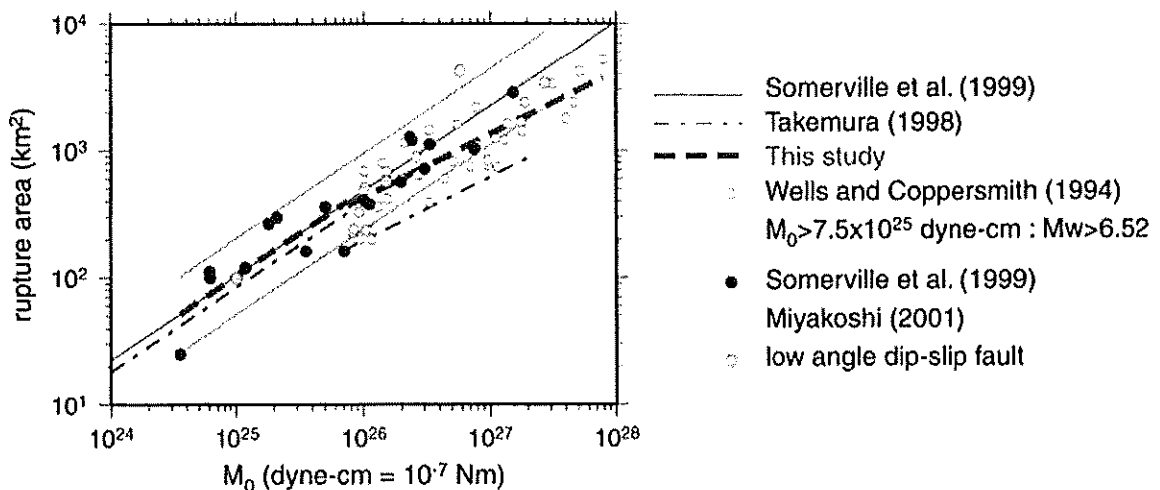 10⁴
10³
10²
10¹
rupture area (km²)
10²⁴ 10²⁵ 10²⁶ 10²⁷ 10²⁸
M₀ (dyne-cm = 10⁻⁷ Nm)
Somerville et al. (1999)
Takemura (1998)
This study
Wells and Coppersmith (1994)
M₀>7.5x10²⁵ dyne-cm : Mw>6.52
Somerville et al. (1999)
Miyakoshi (2001)
low angle dip-slip fault